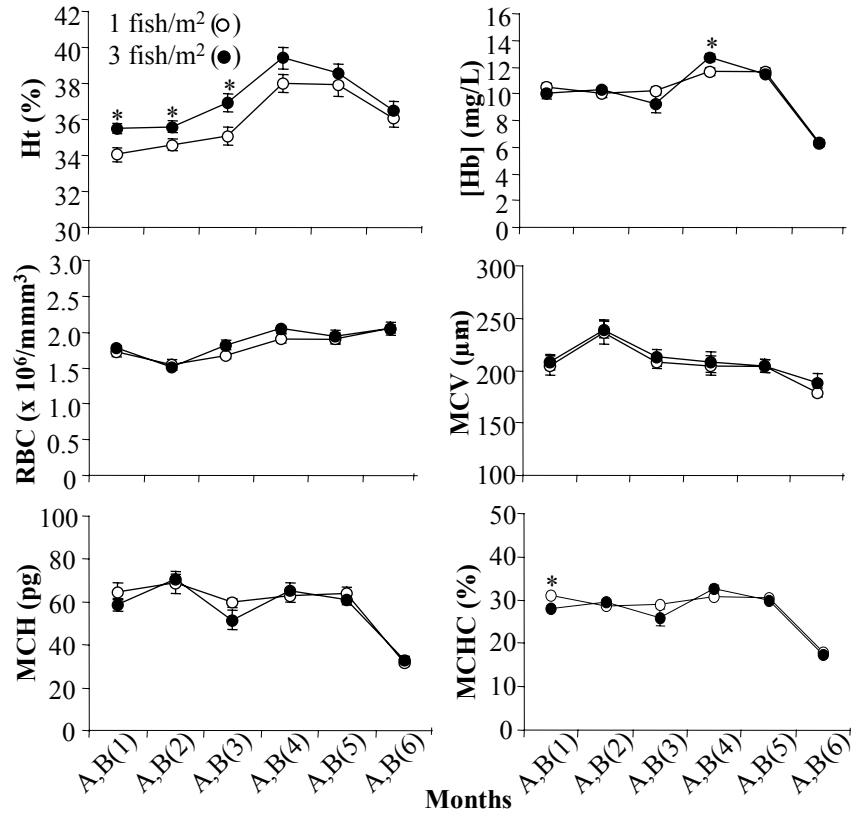 1 fish/m² (○)
3 fish/m² (●)
Ht (%)
42
40
38
36
34
32
30
*
*
*
[Hb] (mg/L)
16
14
12
10
8
6
4
2
0
*
RBC (x 10⁶/mmm³)
3.0
2.5
2.0
1.5
1.0
0
MCV (µm)
250
200
150
100
300
MCH (pg)
100
80
60
40
20
0
MCHC (%)
50
40
30
20
10
0
*
A,B(1)
A,B(2)
A,B(3)
A,B(4)
A,B(5)
A,B(6)
A,B(1)
A,B(2)
A,B(3)
A,B(4)
A,B(5)
A,B(6)
Months